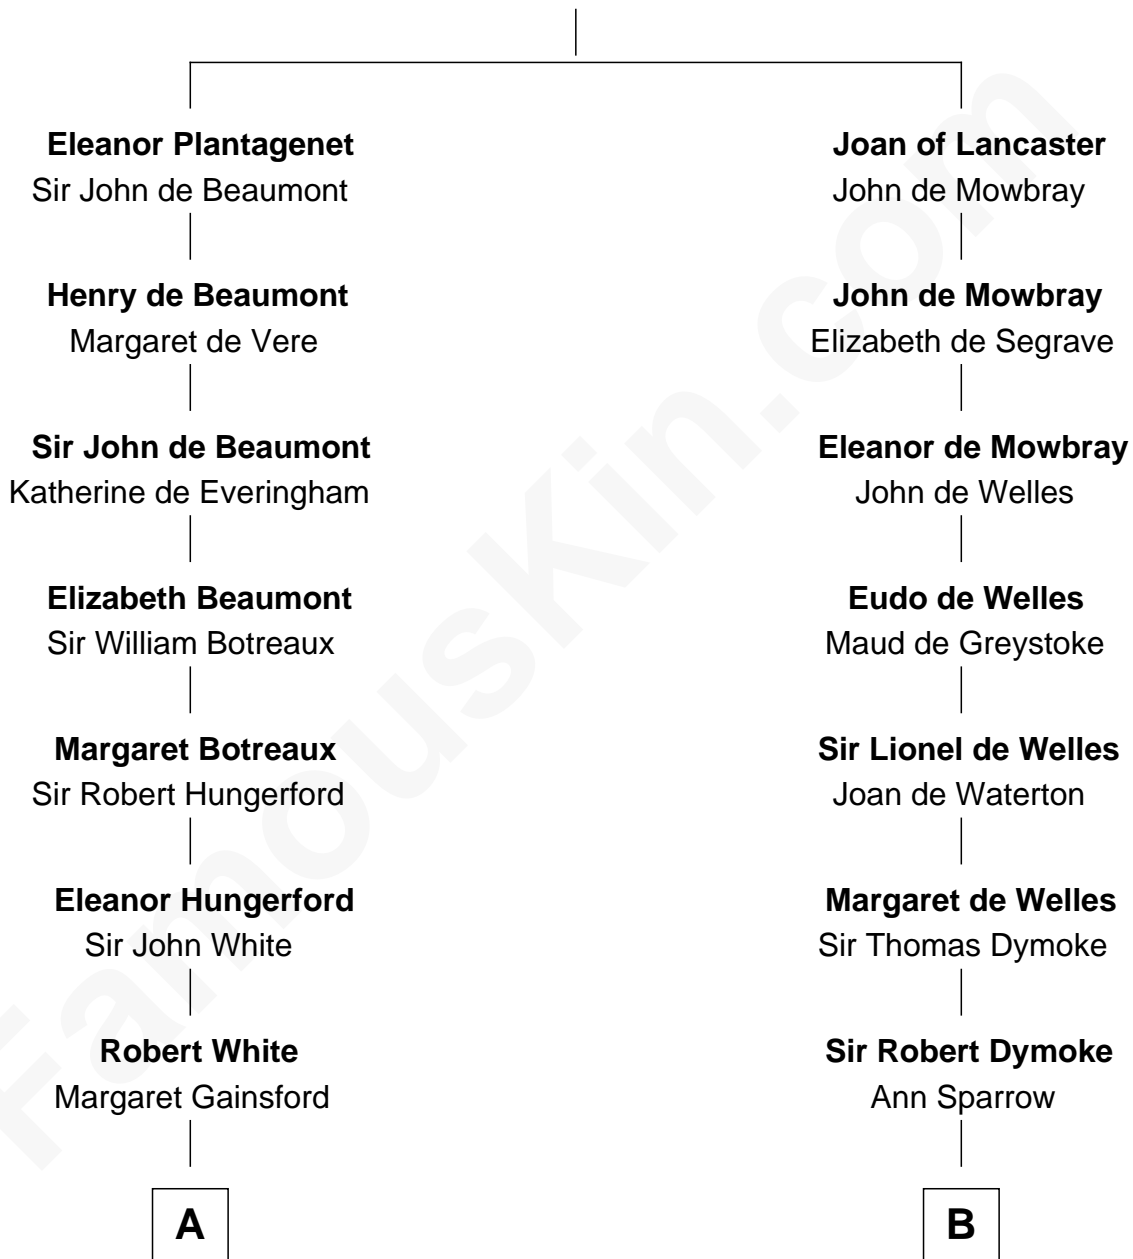 Eleanor Plantagenet
Sir John de Beaumont
Henry de Beaumont
Margaret de Vere
Sir John de Beaumont
Katherine de Everingham
Elizabeth Beaumont
Sir William Botreaux
Margaret Botreaux
Sir Robert Hungerford
Eleanor Hungerford
Sir John White
Robert White
Margaret Gainsford
A
Joan of Lancaster
John de Mowbray
John de Mowbray
Elizabeth de Segrave
Eleanor de Mowbray
John de Welles
Eudo de Welles
Maud de Greystoke
Sir Lionel de Welles
Joan de Waterton
Margaret de Welles
Sir Thomas Dymoke
Sir Robert Dymoke
Ann Sparrow
B
FamousKin.com